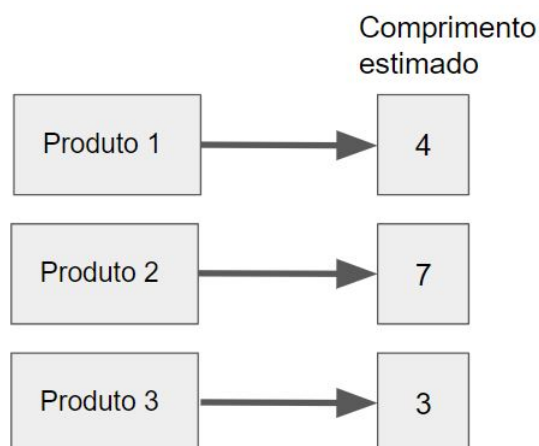 Comprimento
estimado
Produto 1
4
Produto 2
7
Produto 3
3